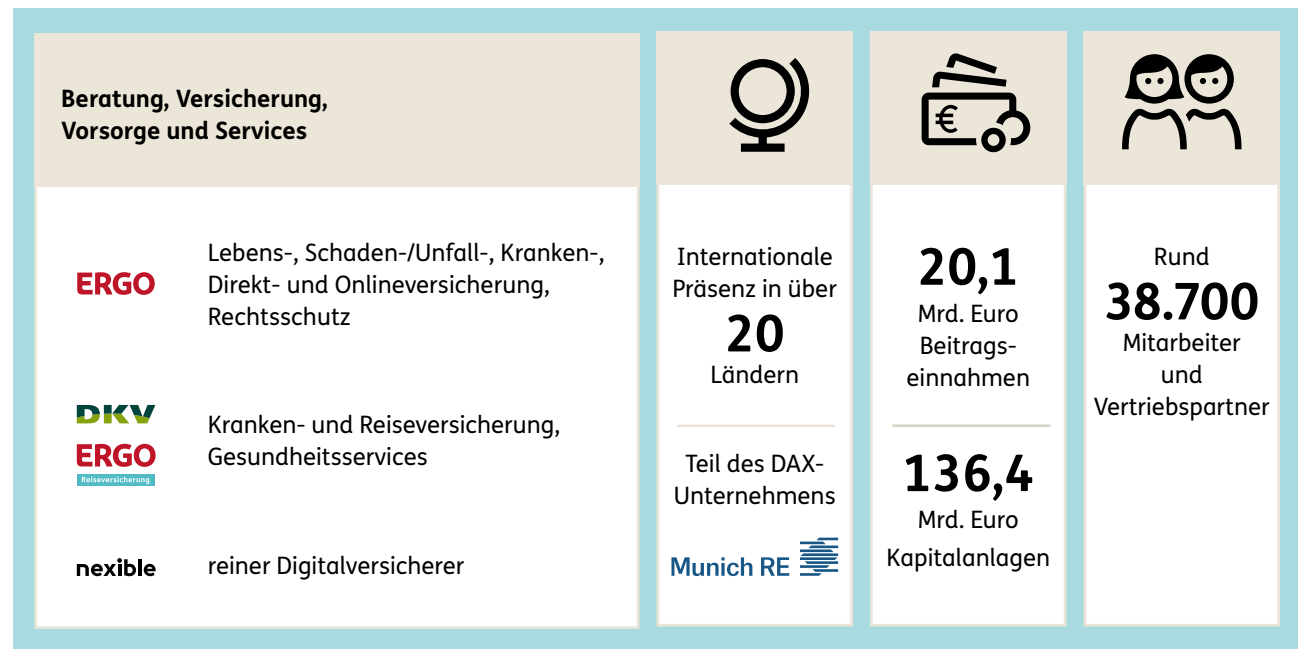 Beratung, Versicherung,
Vorsorge und Services
ERGO
Lebens-, Schaden-/Unfall-, Kranken-,
Direkt- und Onlineversicherung,
Rechtsschutz
DKV
ERGO
Reiseversicherung
Kranken- und Reiseversicherung,
Gesundheitsservices
nexible
reiner Digitalversicherer
Internationale
Präsenz in über
20
Ländern
Teil des DAX-
Unternehmens
Munich RE
€
20,1
Mrd. Euro
Beitrags-
einnahmen
136,4
Mrd. Euro
Kapitalanlagen
Rund
38.700
Mitarbeiter
und
Vertriebspartner